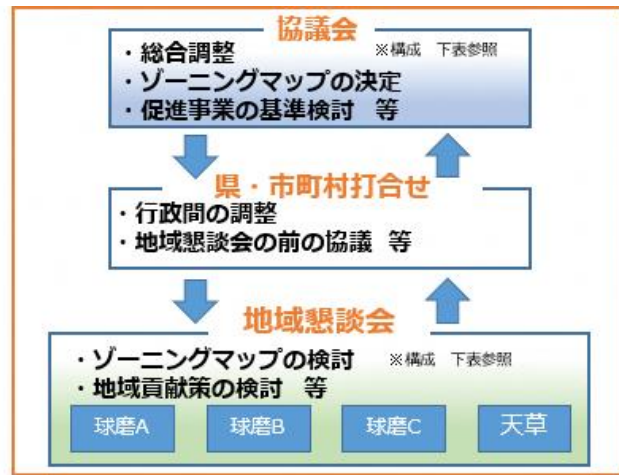 協議会
・総合調整　※構成　下表参照
・ゾーニングマップの決定
・促進事業の基準検討　等
県・市町村打合せ
・行政間の調整
・地域懇談会の前の協議　等
地域懇談会
・ゾーニングマップの検討　※構成　下表参照
・地域貢献策の検討　等
球磨A　球磨B　球磨C　天草